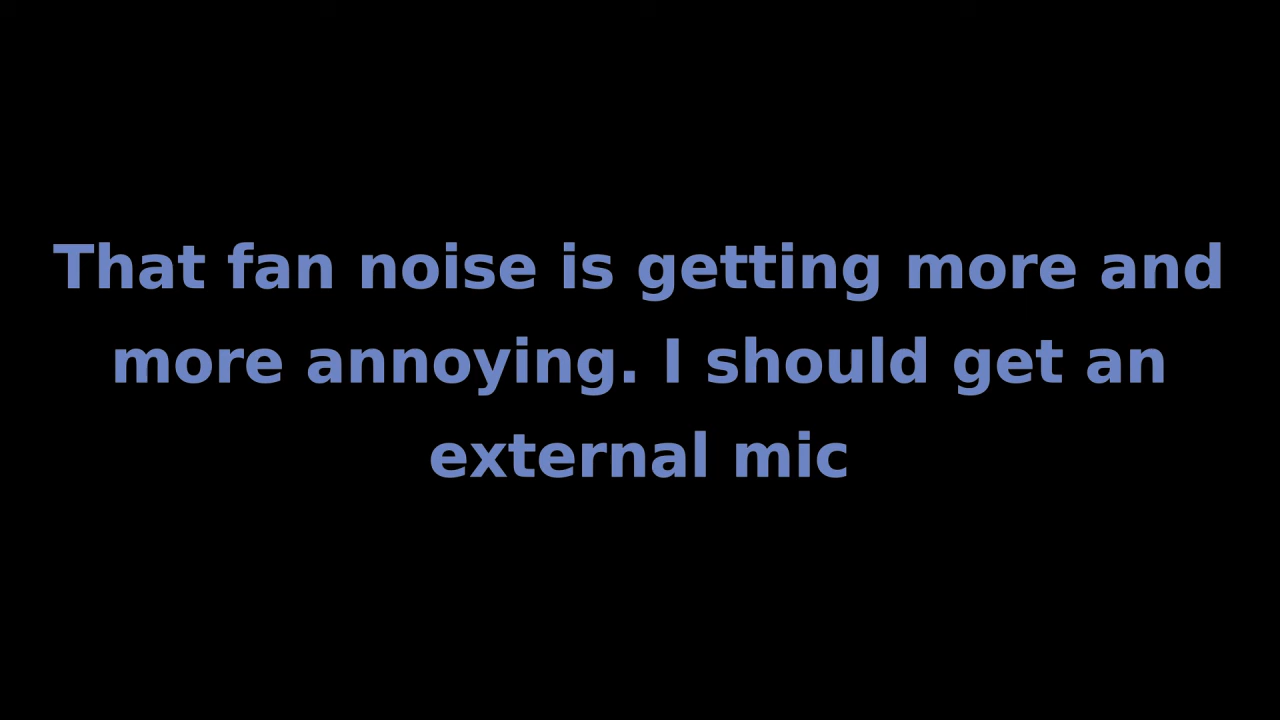 That fan noise is getting more and
more annoying. I should get an
external mic